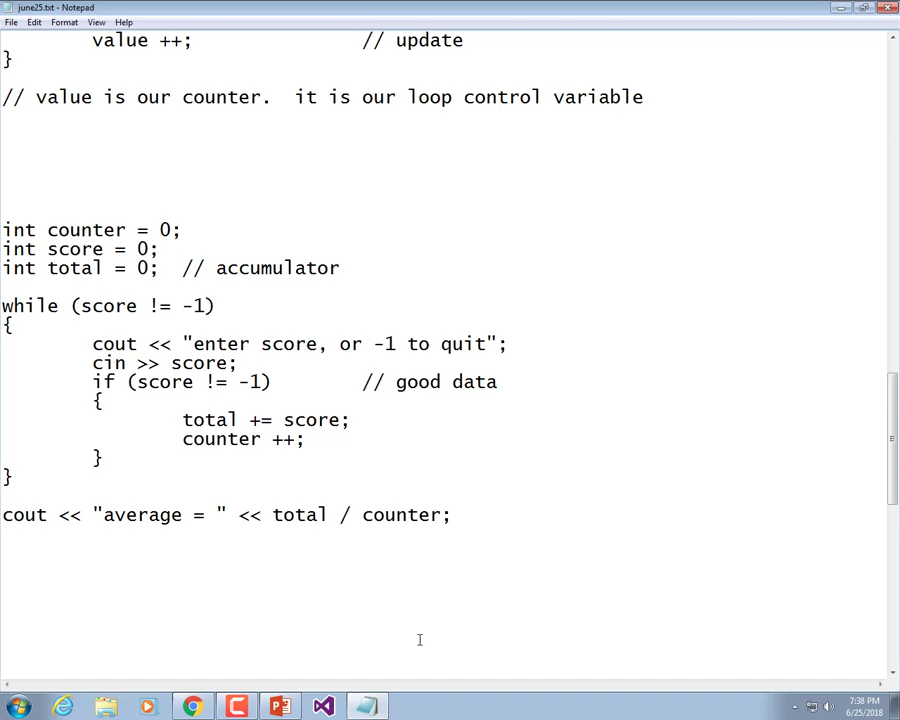 june25.txt - Notepad
File Edit Format View Help
value ++; // update
}
// value is our counter.  it is our loop control variable
int counter = 0;
int score = 0;
int total = 0;  // accumulator
while (score != -1)
{
cout << "enter score, or -1 to quit";
cin >> score;
if (score != -1) // good data
{
total += score;
counter ++;
}
}
cout << "average = " << total / counter;
7:38 PM
6/25/2018